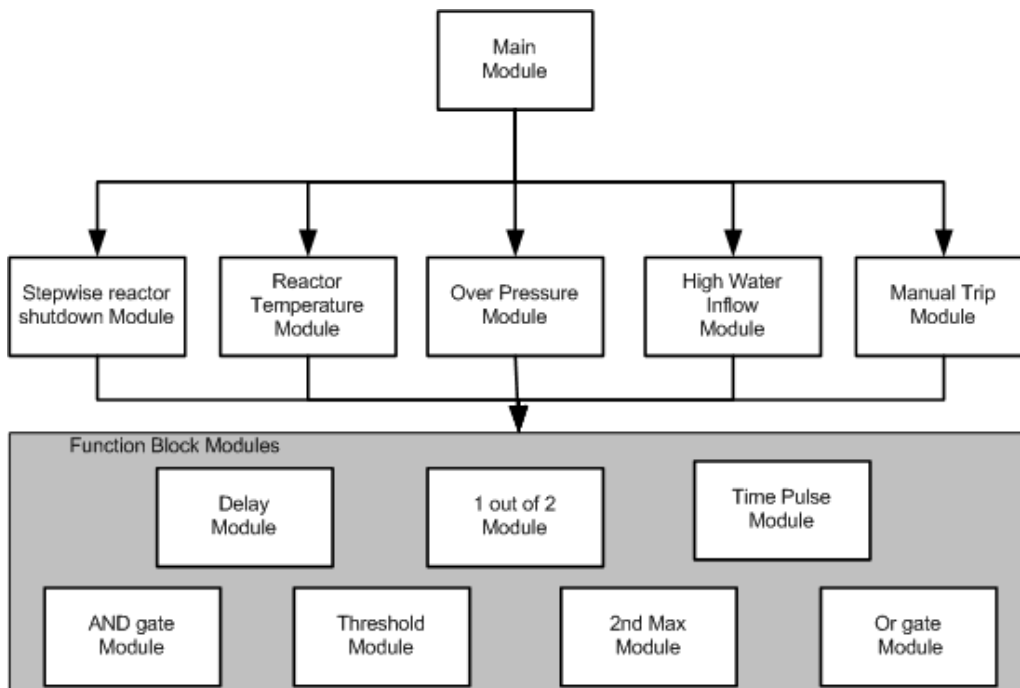 Main
Module
Stepwise reactor
shutdown Module
Reactor
Temperature
Module
Over Pressure
Module
High Water
Inflow
Module
Manual Trip
Module
Function Block Modules
Delay
Module
1 out of 2
Module
Time Pulse
Module
AND gate
Module
Threshold
Module
2nd Max
Module
Or gate
Module